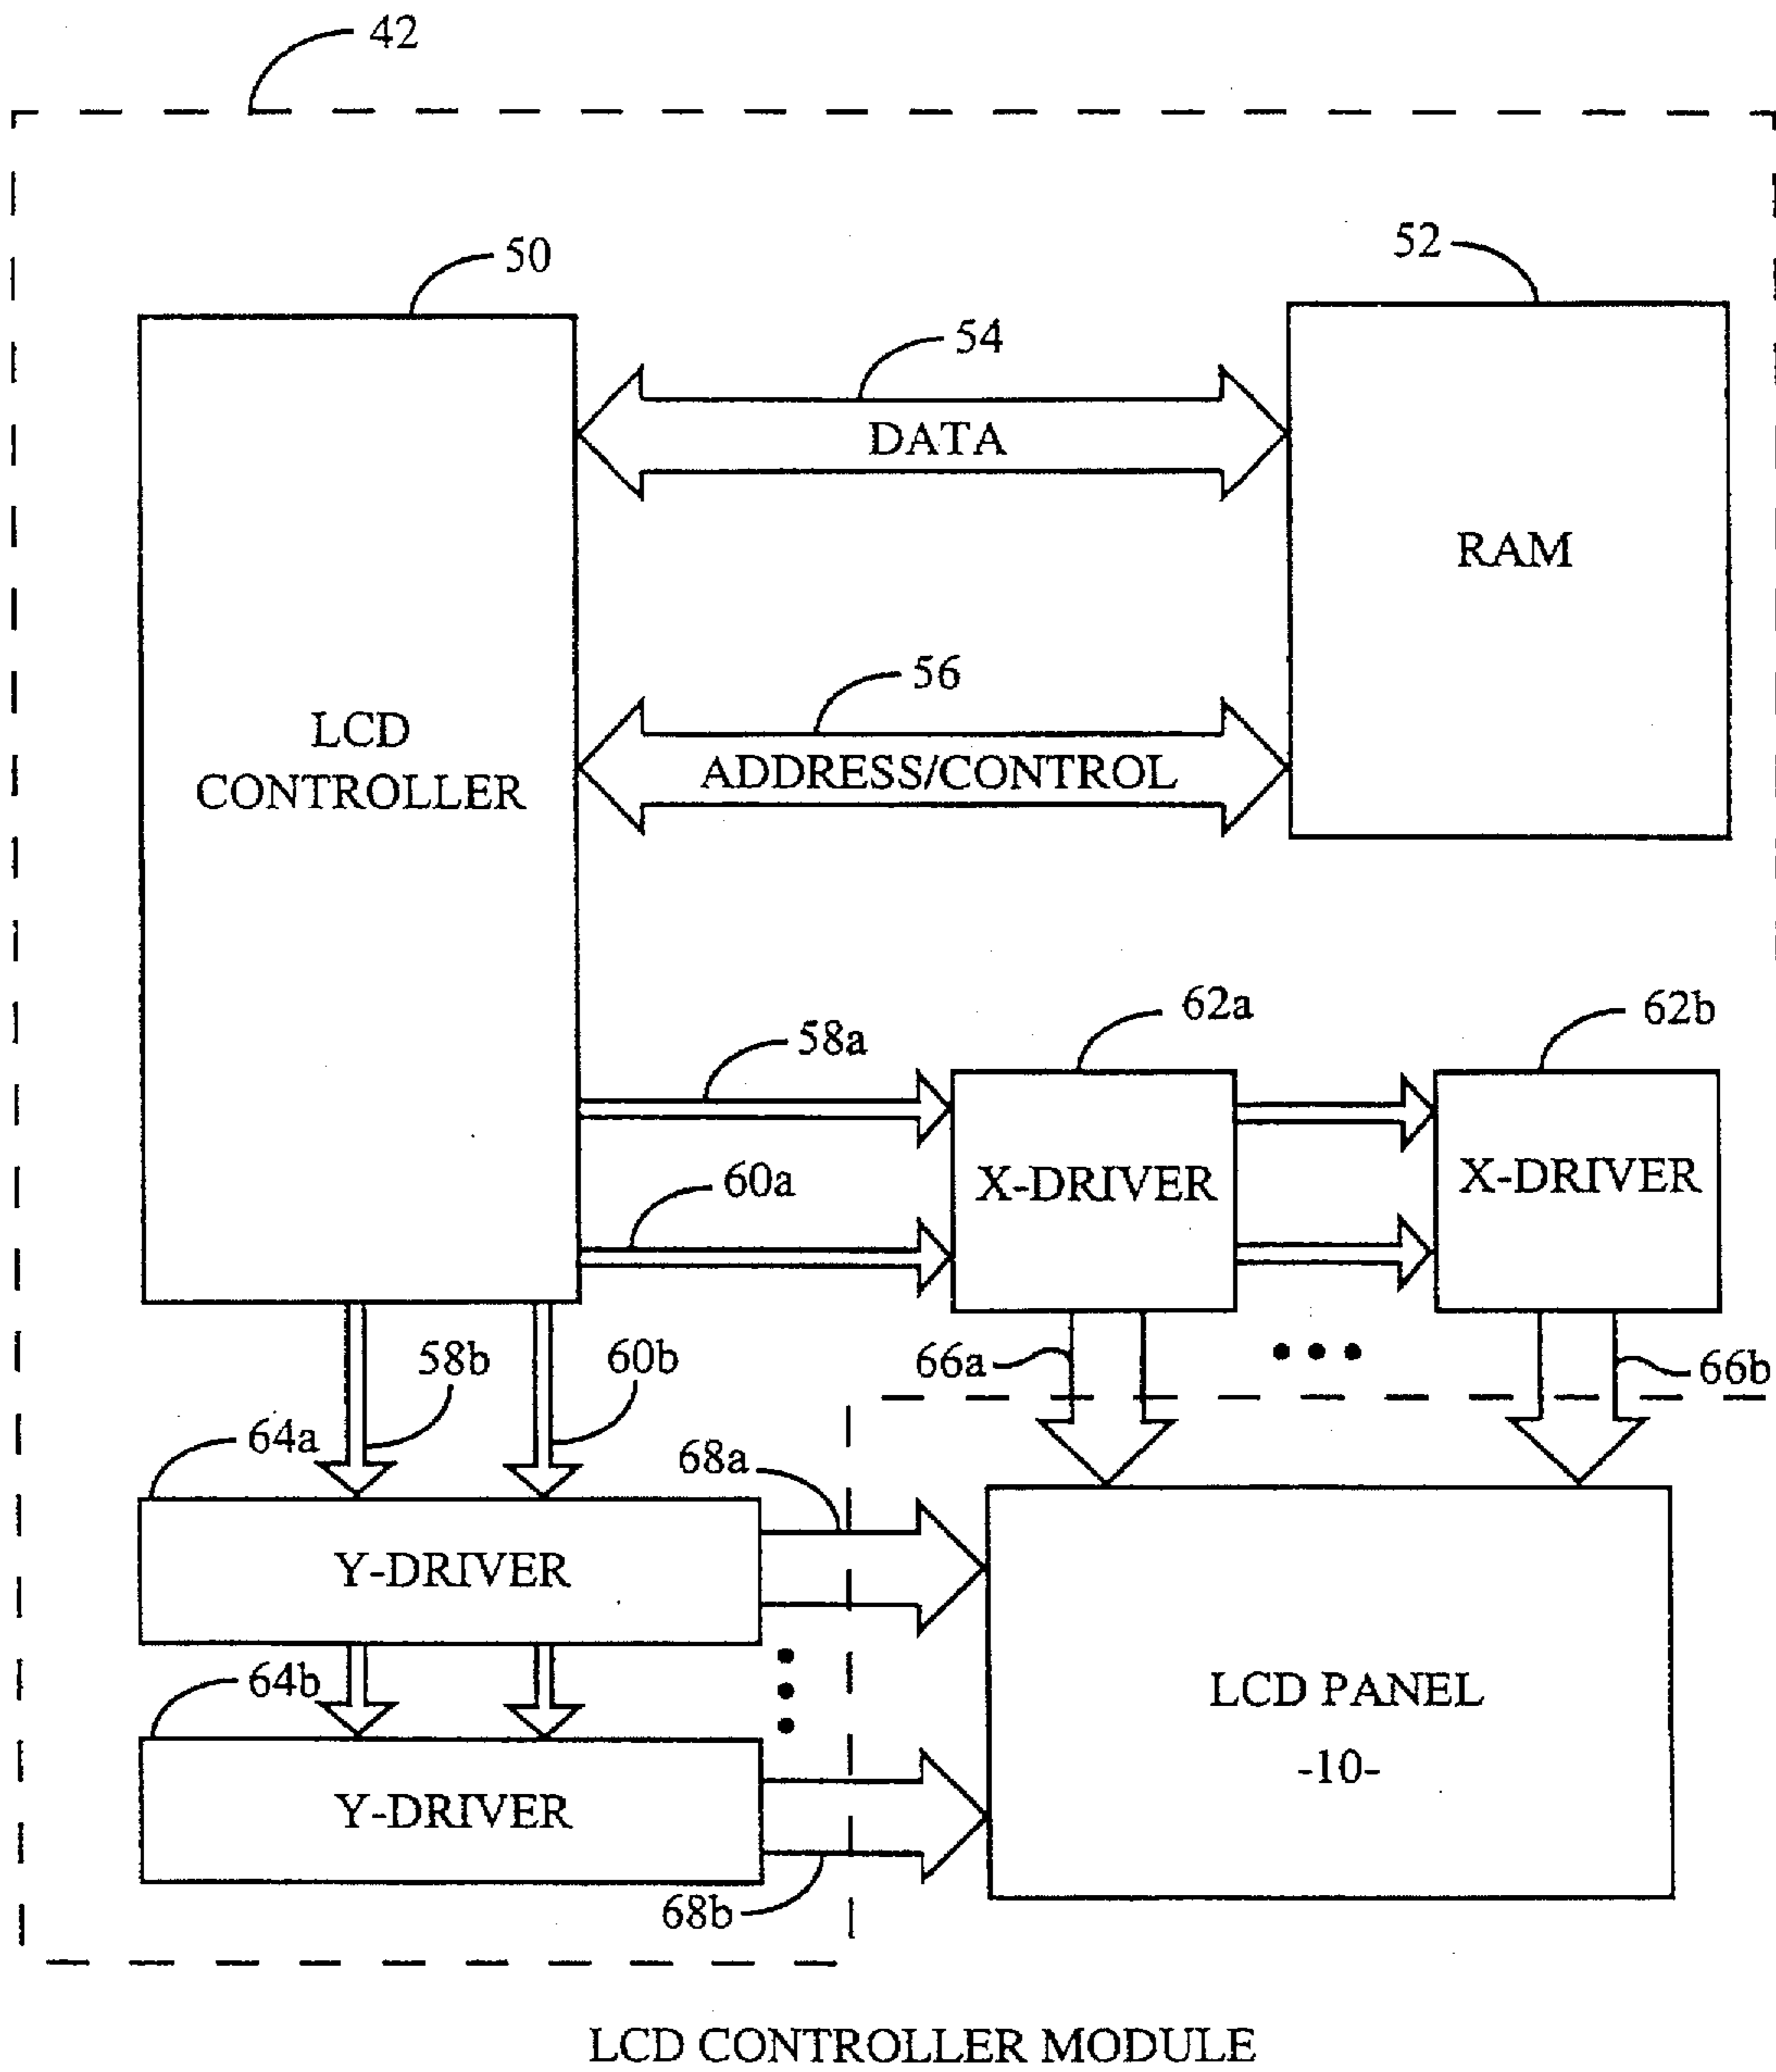 42
50
52
54
DATA
RAM
56
LCD
CONTROLLER
ADDRESS/CONTROL
62a
62b
58a
60a
X-DRIVER
X-DRIVER
58b
60b
66a
66b
64a
68a
Y-DRIVER
64b
LCD PANEL
-10-
Y-DRIVER
68b
LCD CONTROLLER MODULE